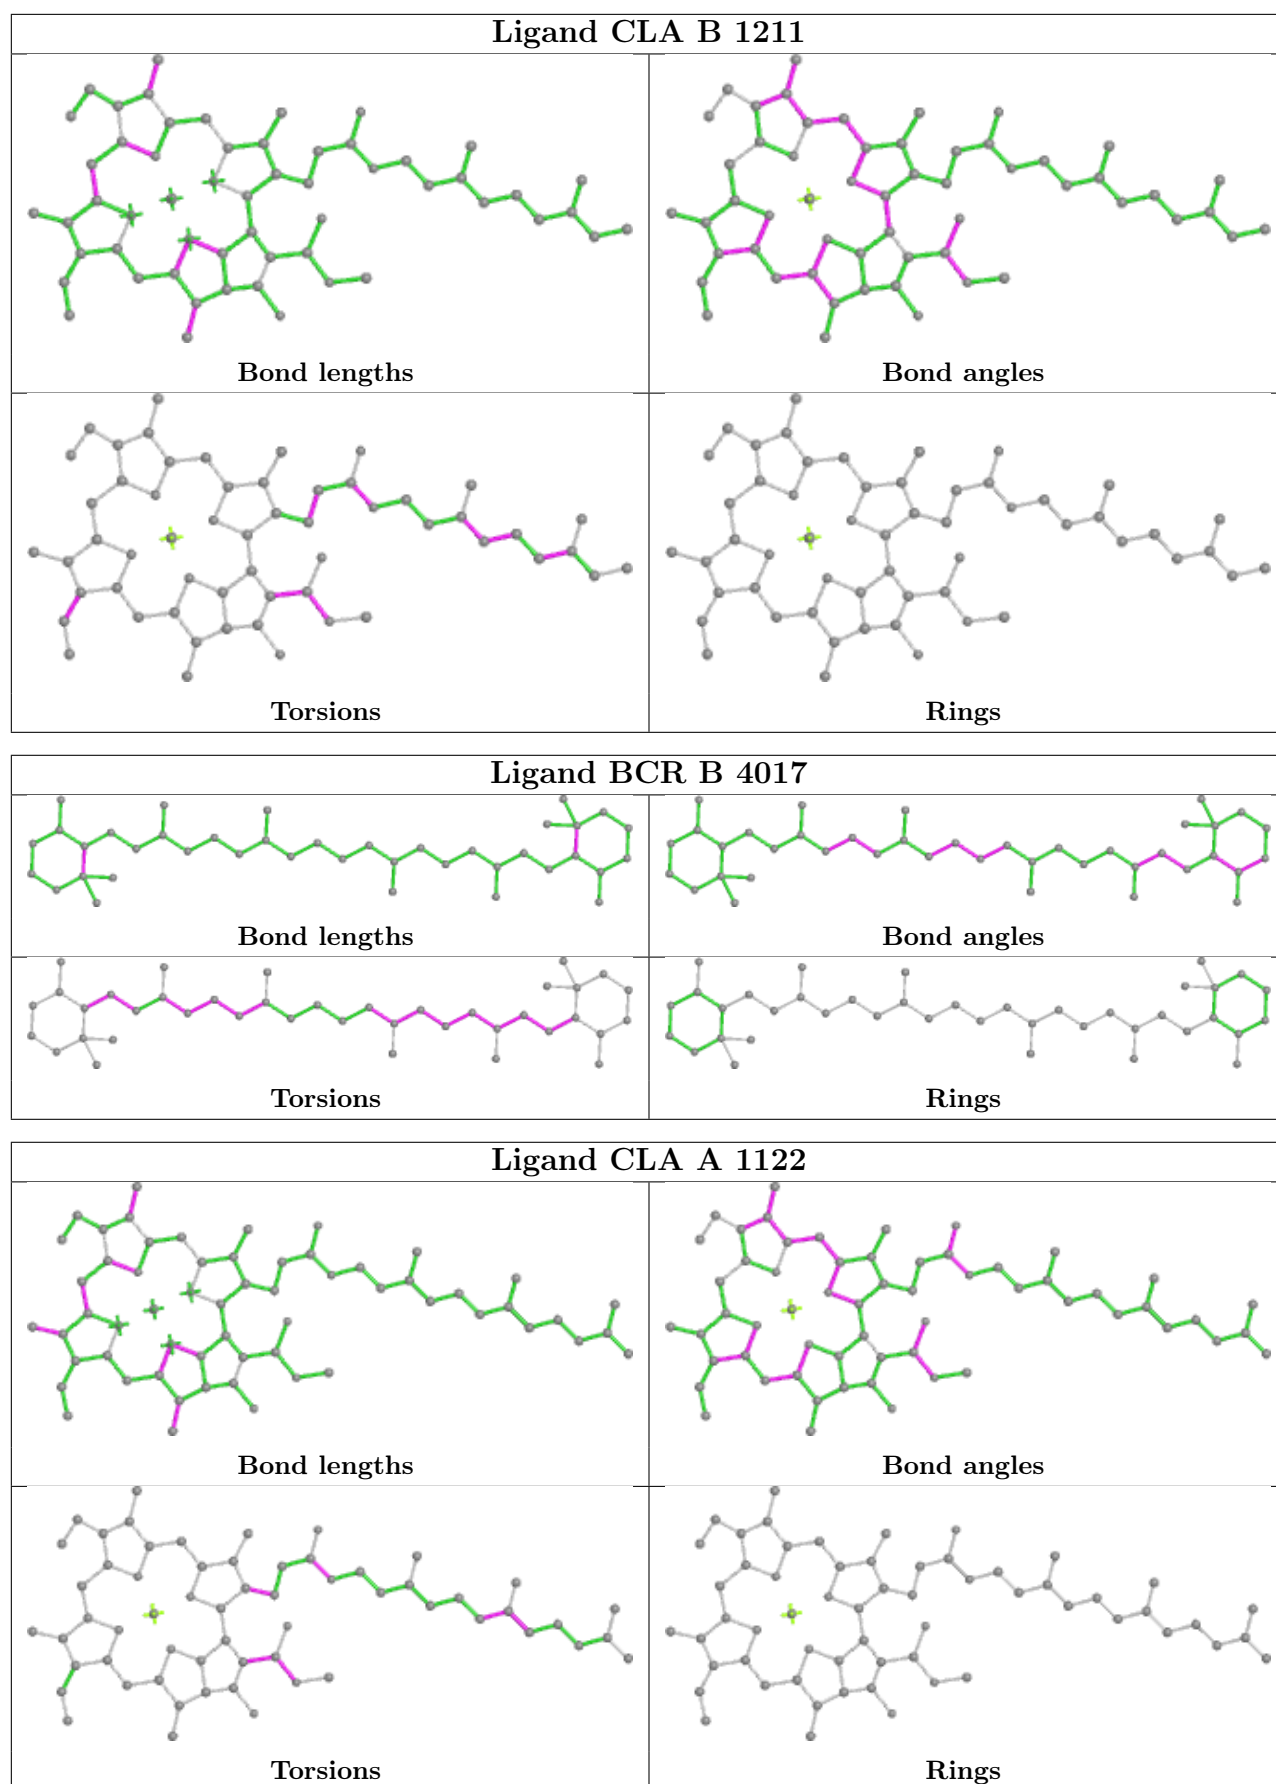 Ligand CLA B 1211
Bond lengths
Bond angles
Torsions
Rings
Ligand BCR B 4017
Bond lengths
Bond angles
Torsions
Rings
Ligand CLA A 1122
Bond lengths
Bond angles
Torsions
Rings